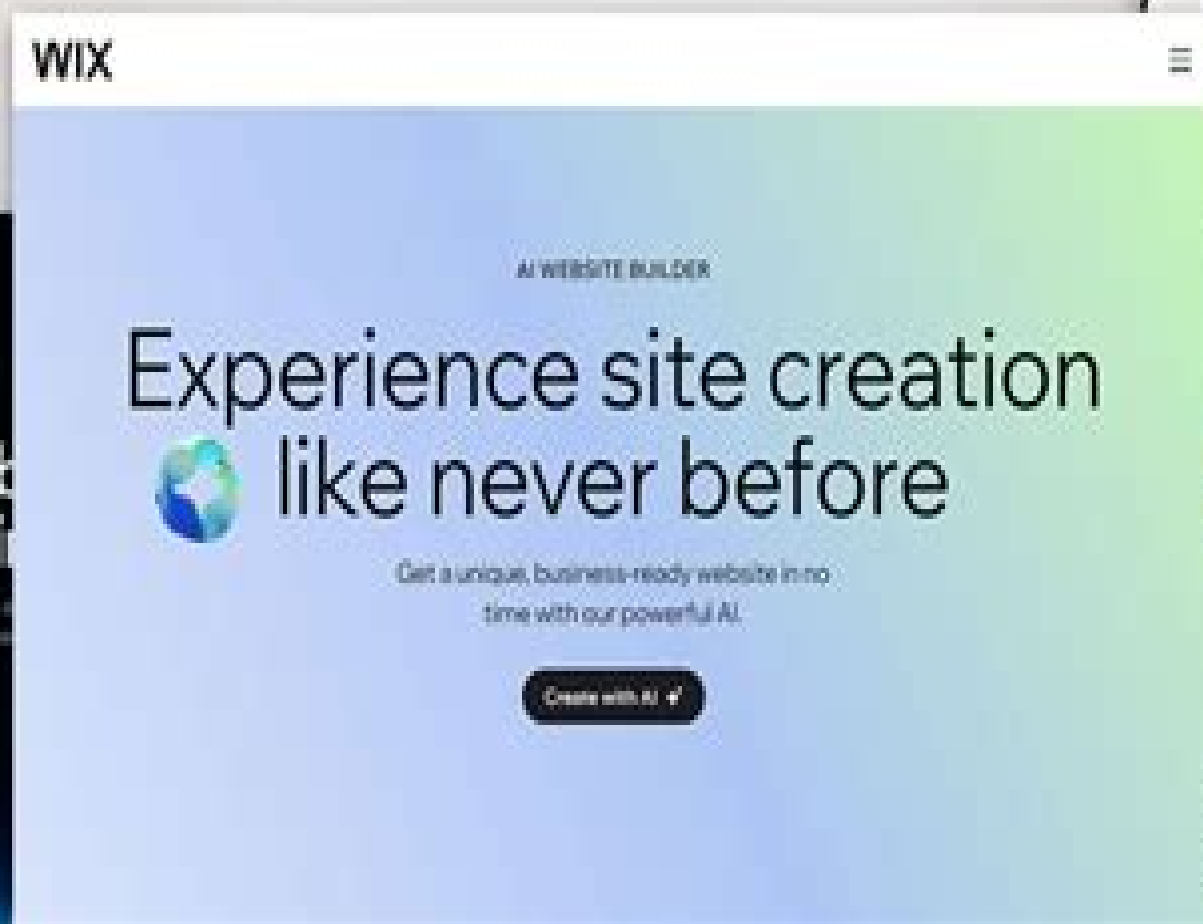 WIX
AI WEBSITE BUILDER
Experience site creation
like never before
Get a unique, business-ready website in no
time with our powerful AI.
Create with AI